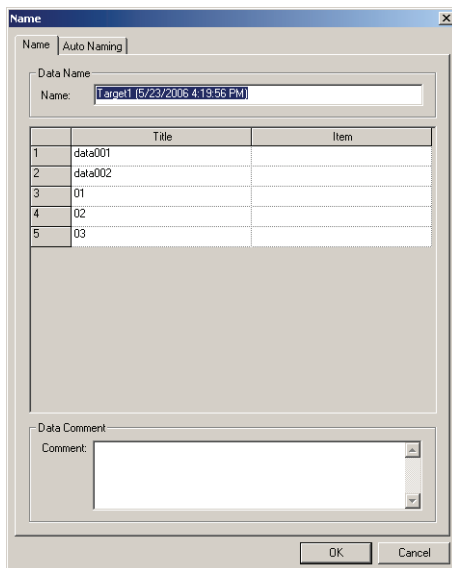 Name
Name Auto Naming
Data Name
Name: Target1 (5/23/2006 4:19:56 PM)
Title Item
1 data001
2 data002
3 01
4 02
5 03
Data Comment
Comment:
OK Cancel